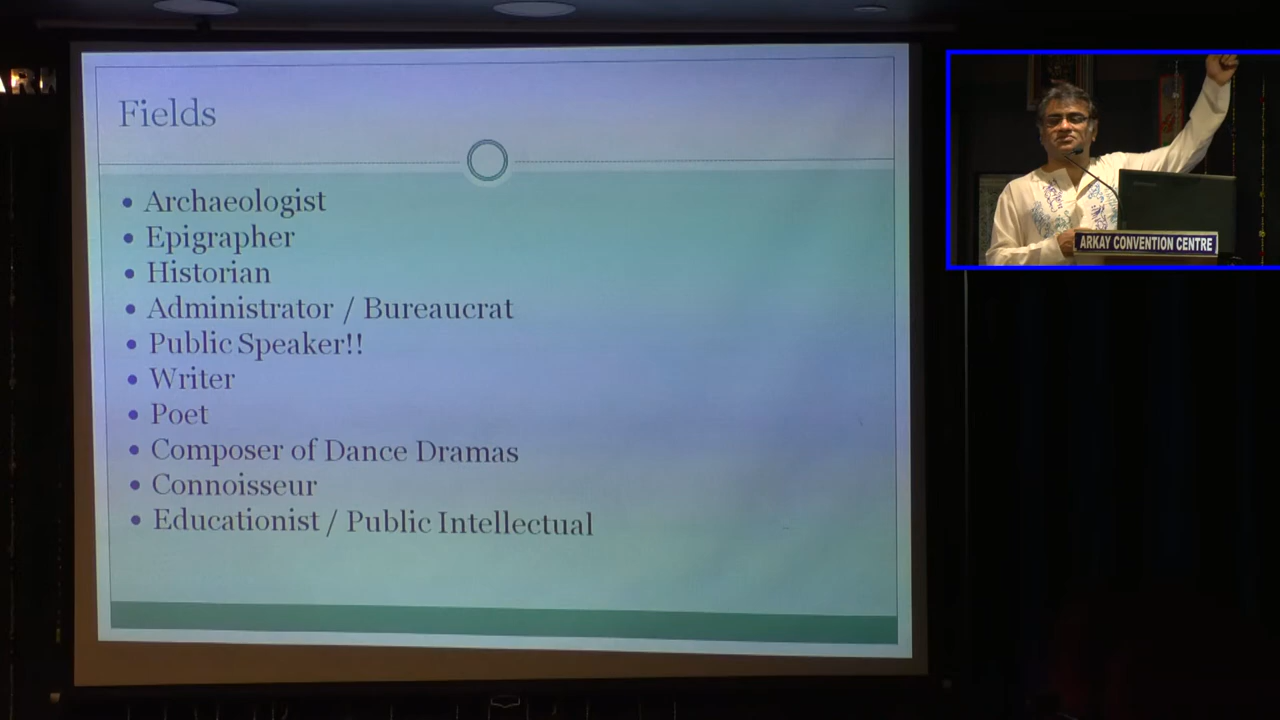 Fields
• Archaeologist
• Epigrapher
• Historian
• Administrator / Bureaucrat
• Public Speaker!!
• Writer
• Poet
• Composer of Dance Dramas
• Connoisseur
• Educationist / Public Intellectual
ARKAY CONVENTION CENTRE